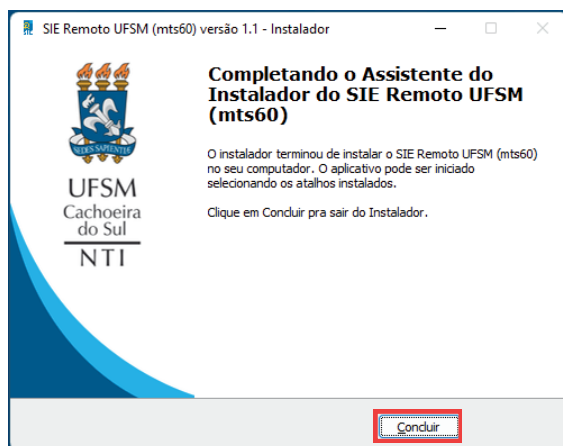 SIE Remoto UFSM (mts60) versão 1.1 - Instalador
Completando o Assistente do
Instalador do SIE Remoto UFSM
(mts60)
O instalador terminou de instalar o SIE Remoto UFSM (mts60)
no seu computador. O aplicativo pode ser iniciado
selecionando os atalhos instalados.
Clique em Concluir pra sair do Instalador.
SEDES SAPIENTIÆ
UFSM
Cachoeira
do Sul
NTI
Concluir